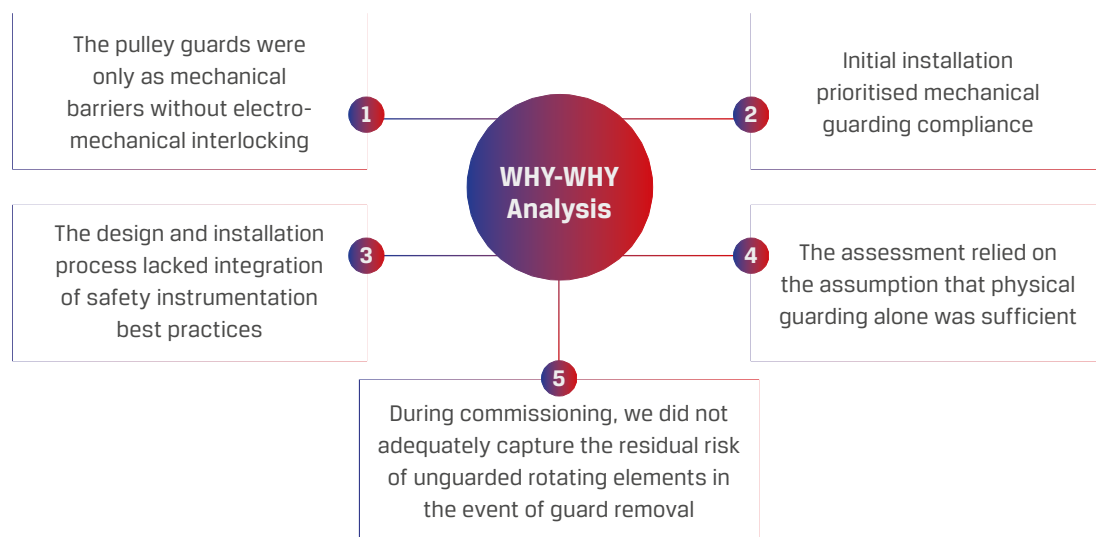 The pulley guards were
only as mechanical
barriers without electro-
mechanical interlocking
1
WHY-WHY
Analysis
2
Initial installation
prioritised mechanical
guarding compliance
The design and installation
process lacked integration
of safety instrumentation
best practices
3
4
The assessment relied on
the assumption that physical
guarding alone was sufficient
5
During commissioning, we did not
adequately capture the residual risk
of unguarded rotating elements in
the event of guard removal